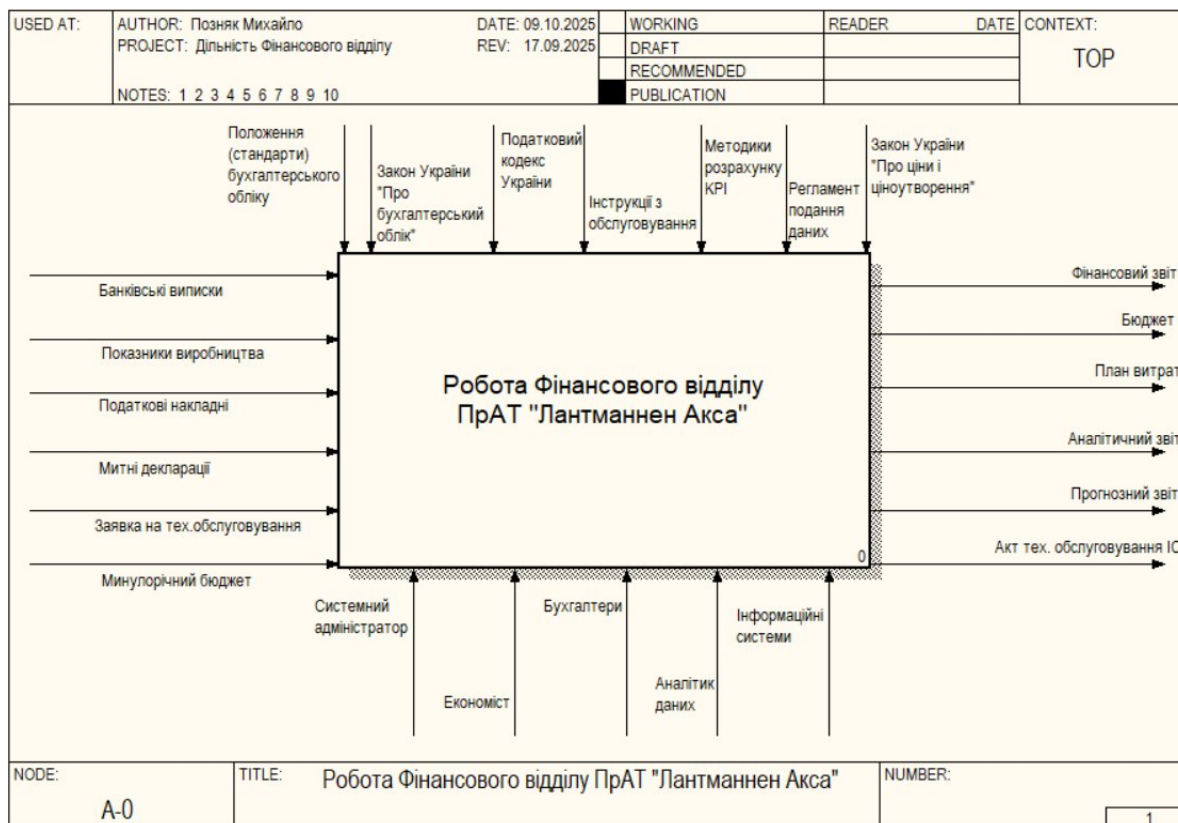 USED AT:
AUTHOR: Позняк Михайло
DATE: 09.10.2025
PROJECT: Дільність Фінансового відділу
REV: 17.09.2025
NOTES: 1 2 3 4 5 6 7 8 9 10
WORKING
DRAFT
RECOMMENDED
PUBLICATION
READER
DATE
CONTEXT:
TOP
Положення
(стандарти)
бухгалтерського
обліку
Закон України
"Про
бухгалтерський
облік"
Податковий
кодекс
України
Інструкції з
обслуговування
Методики
розрахунку
KPI
Регламент
подання
даних
Закон України
"Про ціни і
ціноутворення"
Банківські виписки
Показники виробництва
Податкові накладні
Митні декларації
Заявка на тех.обслуговування
Минулорічний бюджет
Робота Фінансового відділу
ПрАТ "Лантманнен Акса"
0
Фінансовий звіт
Бюджет
План витрат
Аналітичний звіт
Прогнозний звіт
Акт тех. обслуговування ІС
Системний
адміністратор
Економіст
Бухгалтери
Аналітик
даних
Інформаційні
системи
NODE:
A-0
TITLE:
Робота Фінансового відділу ПрАТ "Лантманнен Акса"
NUMBER:
1